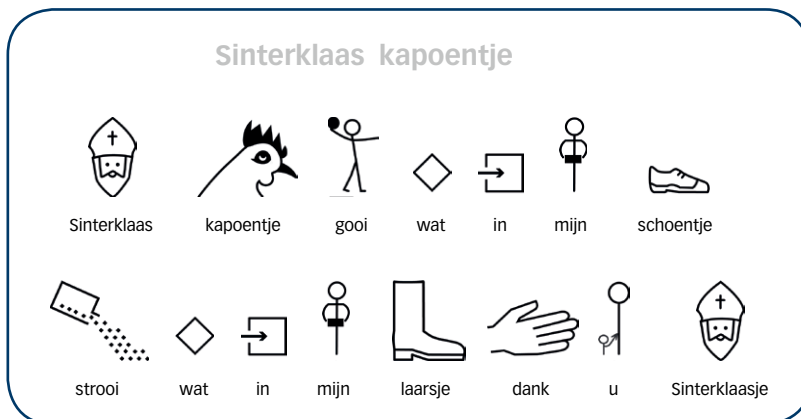 Sinterklaas kapoentje
Sinterklaas kapoentje gooi wat in mijn schoentje
strooi wat in mijn laarsje dank u Sinterklaasje